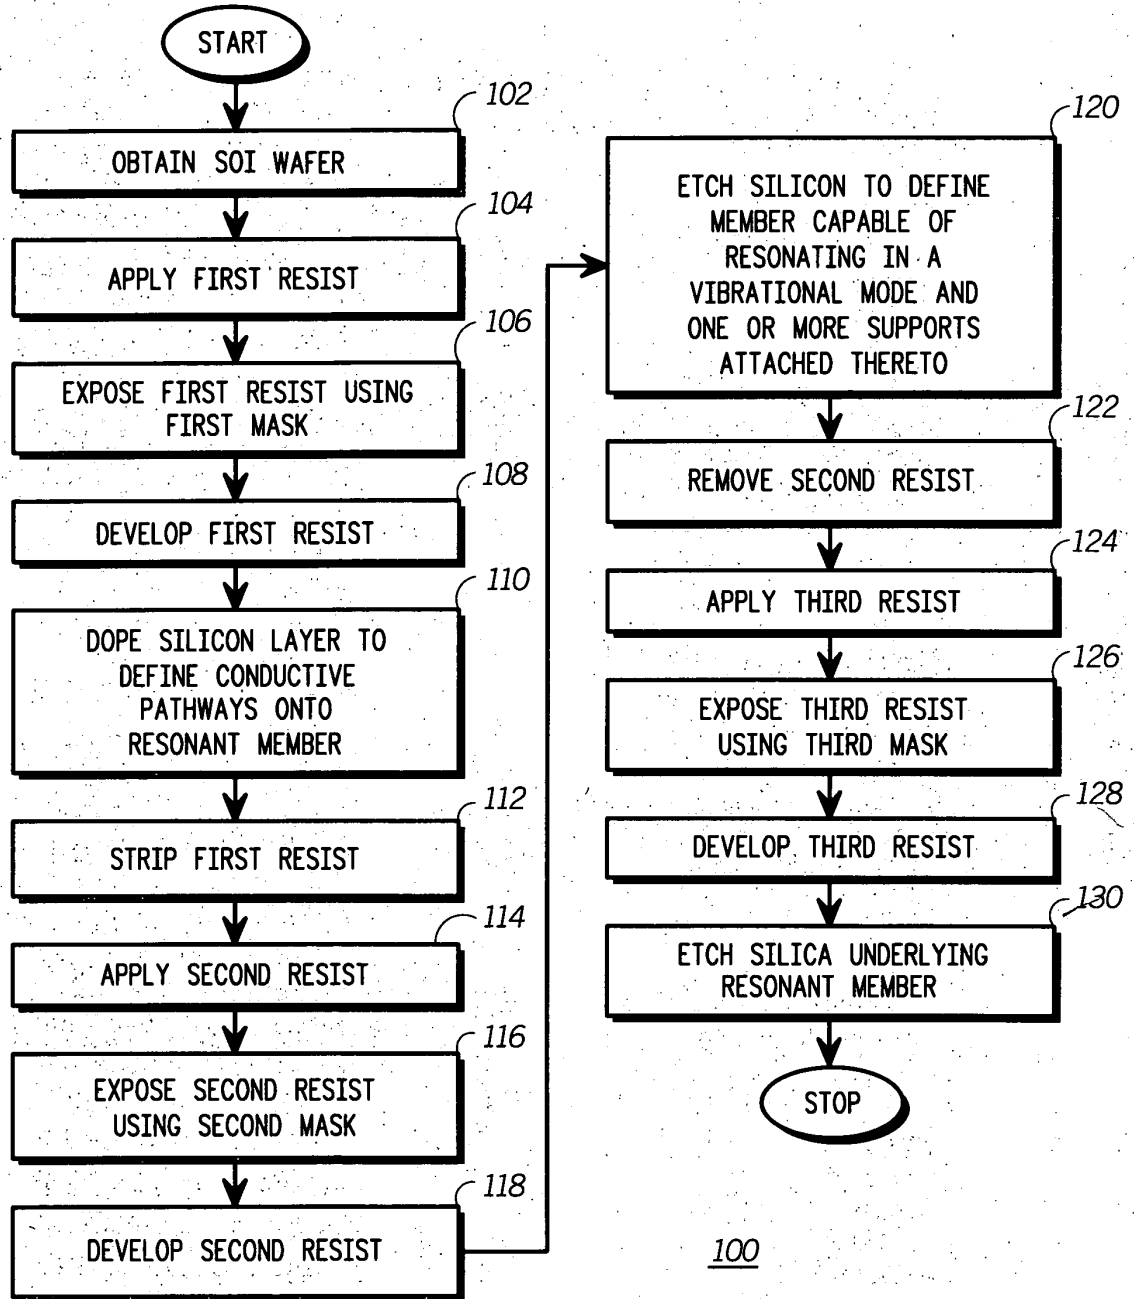 START
102
OBTAIN SOI WAFER
104
APPLY FIRST RESIST
106
EXPOSE FIRST RESIST USING
FIRST MASK
108
DEVELOP FIRST RESIST
110
DOPE SILICON LAYER TO
DEFINE CONDUCTIVE
PATHWAYS ONTO
RESONANT MEMBER
112
STRIP FIRST RESIST
114
APPLY SECOND RESIST
116
EXPOSE SECOND RESIST
USING SECOND MASK
118
DEVELOP SECOND RESIST
120
ETCH SILICON TO DEFINE
MEMBER CAPABLE OF
RESONATING IN A
VIBRATIONAL MODE AND
ONE OR MORE SUPPORTS
ATTACHED THERETO
122
REMOVE SECOND RESIST
124
APPLY THIRD RESIST
126
EXPOSE THIRD RESIST
USING THIRD MASK
128
DEVELOP THIRD RESIST
130
ETCH SILICA UNDERLYING
RESONANT MEMBER
STOP
100